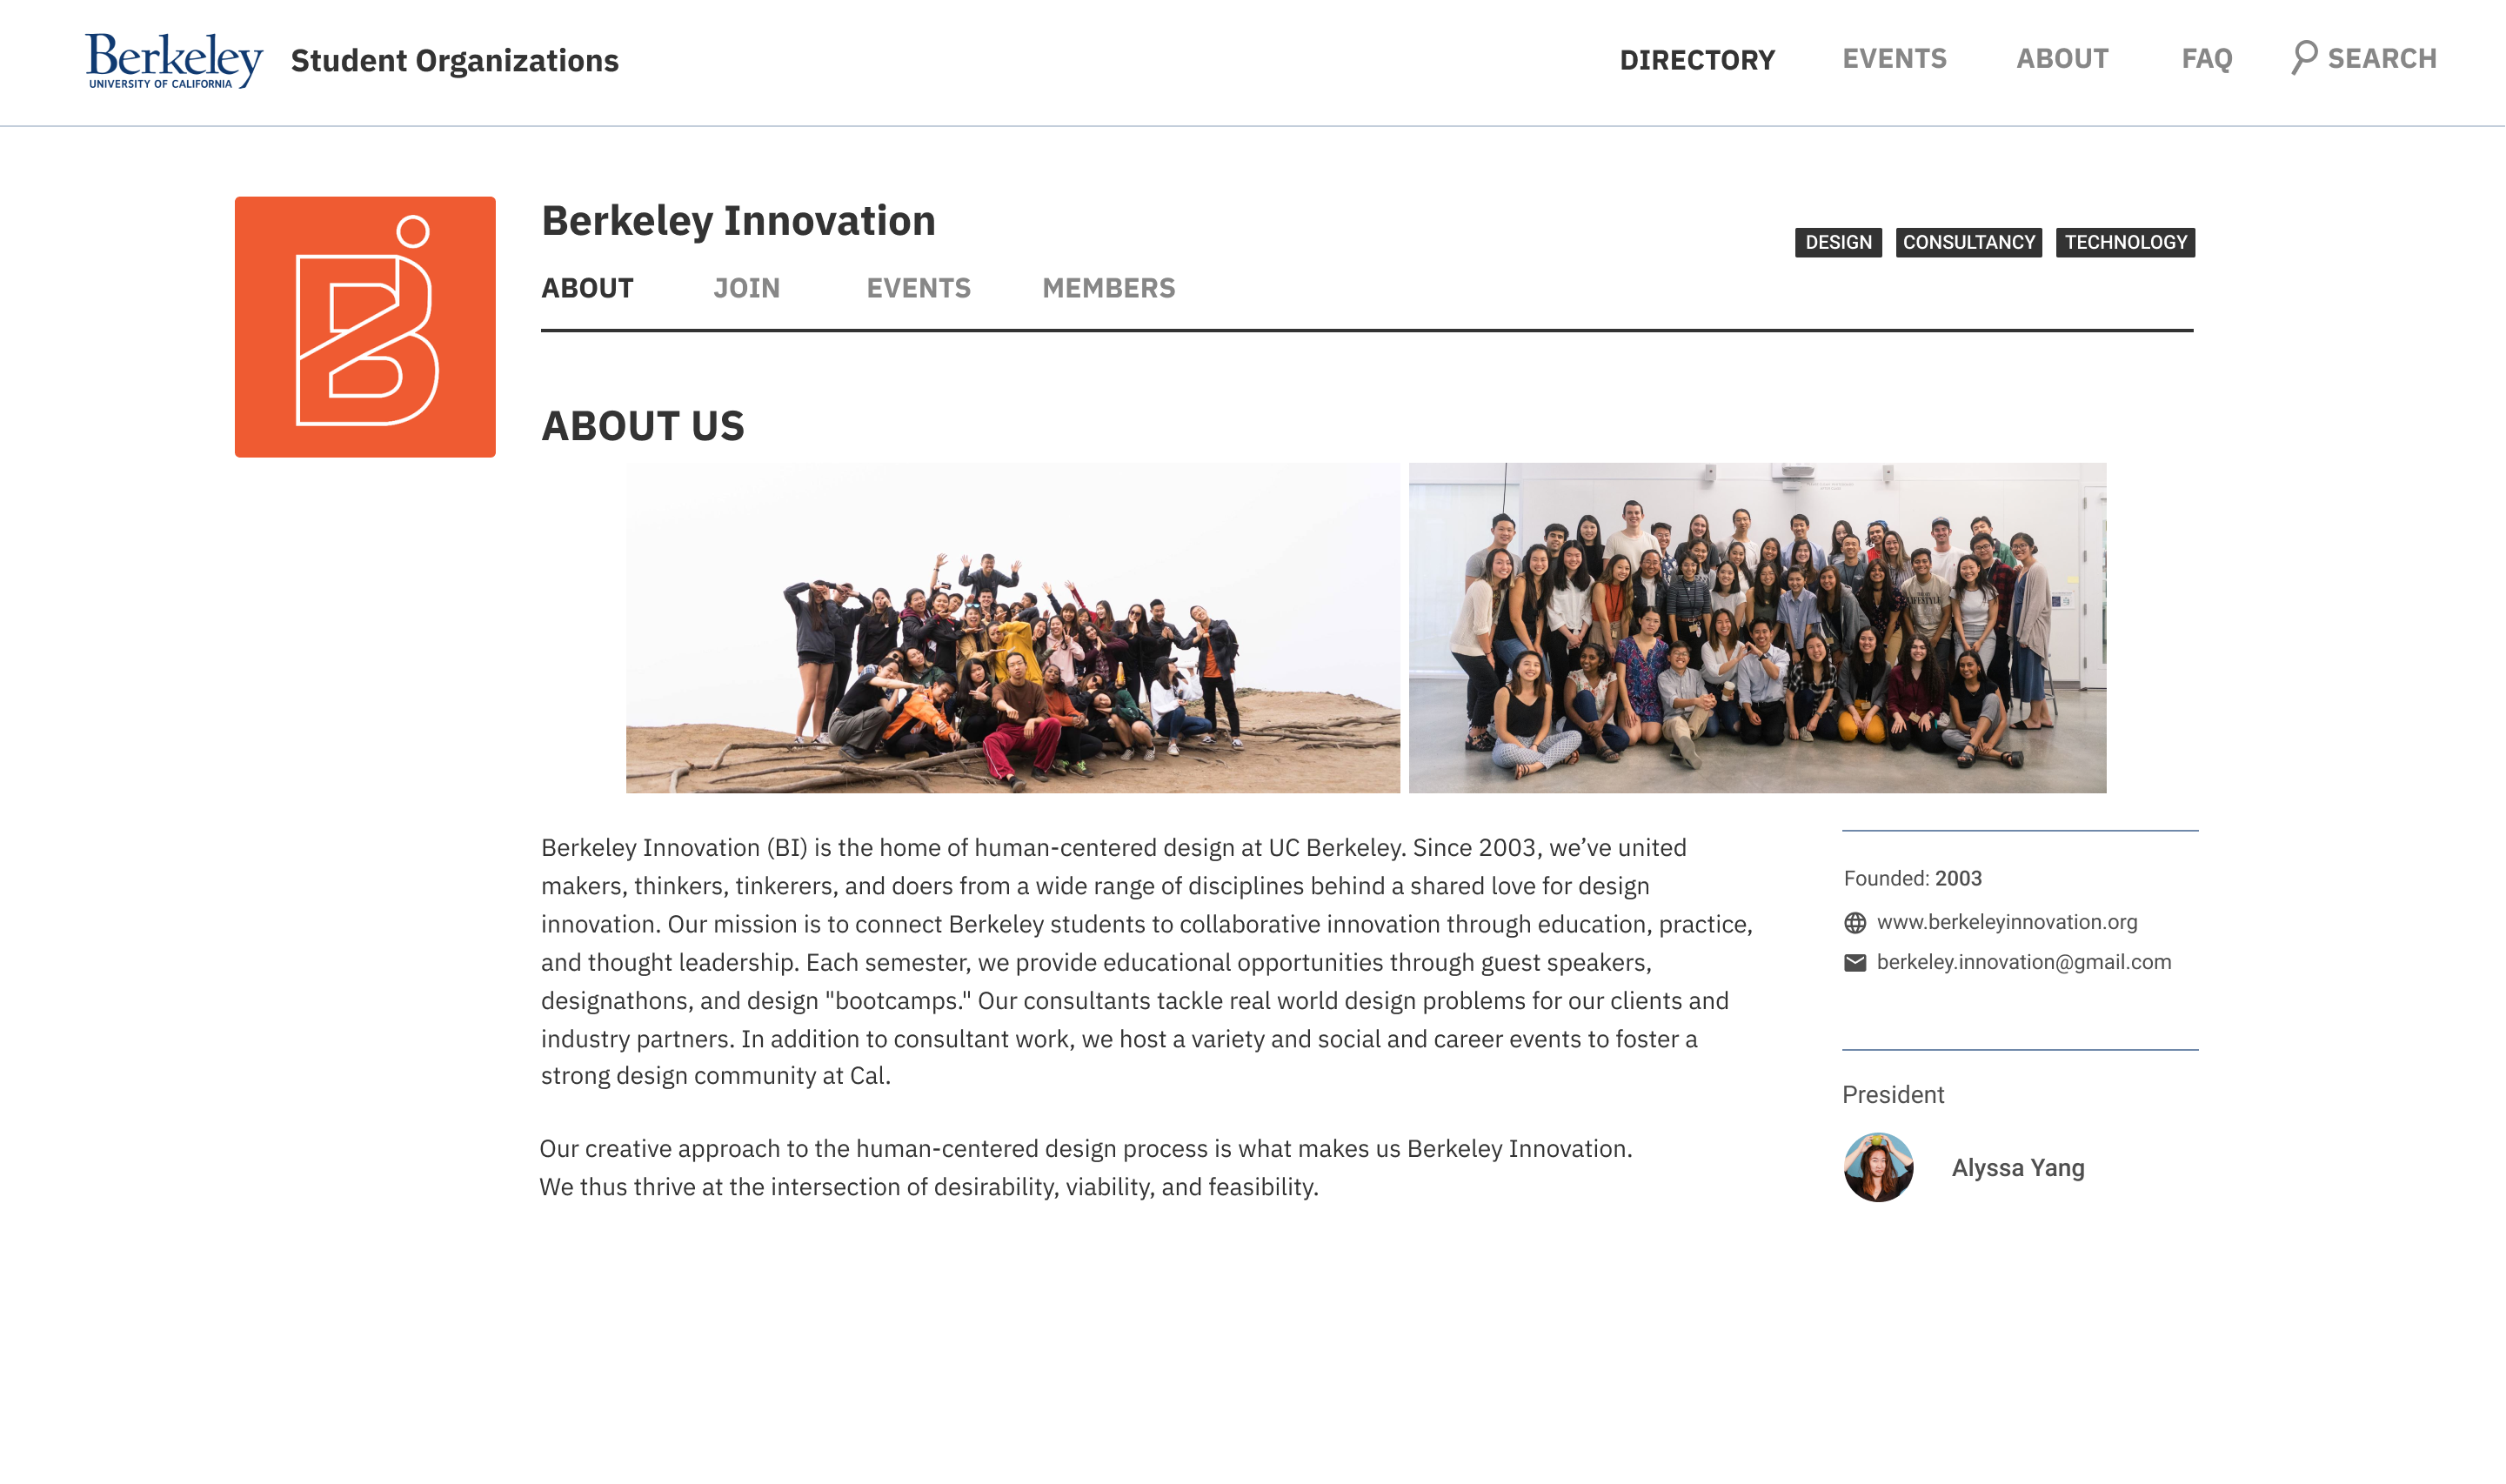 Berkeley
UNIVERSITY OF CALIFORNIA
Student Organizations
DIRECTORY
EVENTS
ABOUT
FAQ
SEARCH
Berkeley Innovation
DESIGN
CONSULTANCY
TECHNOLOGY
ABOUT
JOIN
EVENTS
MEMBERS
ABOUT US
LIFESTYLE
Berkeley Innovation (BI) is the home of human-centered design at UC Berkeley. Since 2003, we’ve united
makers, thinkers, tinkerers, and doers from a wide range of disciplines behind a shared love for design
innovation. Our mission is to connect Berkeley students to collaborative innovation through education, practice,
and thought leadership. Each semester, we provide educational opportunities through guest speakers,
designathons, and design "bootcamps." Our consultants tackle real world design problems for our clients and
industry partners. In addition to consultant work, we host a variety and social and career events to foster a
strong design community at Cal.
Our creative approach to the human-centered design process is what makes us Berkeley Innovation.
We thus thrive at the intersection of desirability, viability, and feasibility.
Founded: 2003
www.berkeleyinnovation.org
berkeley.innovation@gmail.com
President
Alyssa Yang